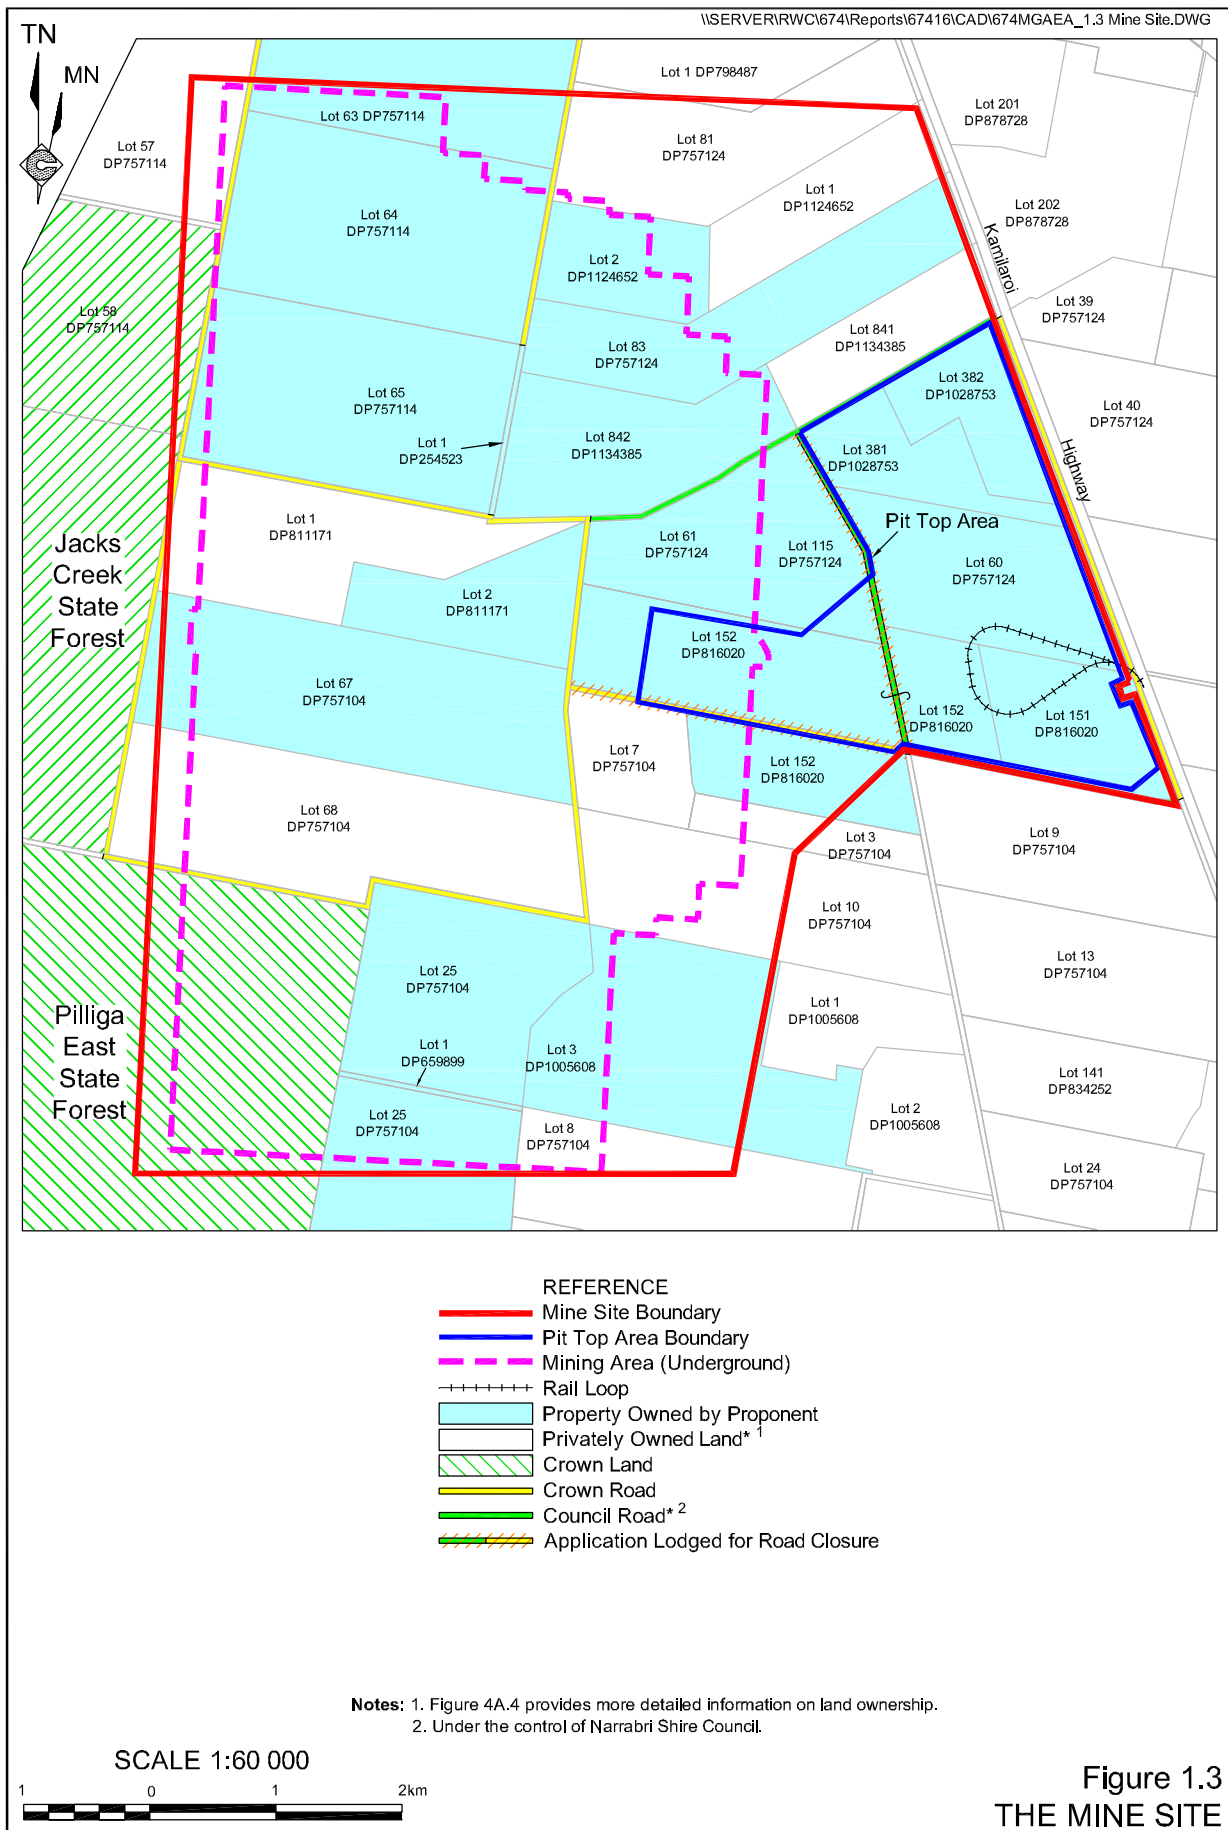 \\SERVER\RWC\674\Reports\67416\CAD\674MGAEA_1.3 Mine Site.DWG
TN
MN
Lot 1 DP798487
Lot 201
DP878728
Lot 63 DP757114
Lot 57
DP757114
Lot 81
DP757124
Lot 1
DP1124652
Lot 202
DP878728
Lot 64
DP757114
Kamilaroi
Lot 2
DP1124652
Lot 58
DP757114
Lot 39
DP757124
Lot 841
DP1134385
Lot 83
DP757124
Lot 382
DP1028753
Lot 65
DP757114
Lot 40
DP757124
Lot 1
DP254523
Lot 842
DP1134385
Lot 381
DP1028753
Highway
Lot 1
DP811171
Pit Top Area
Lot 61
DP757124
Lot 115
DP757124
Lot 60
DP757124
Jacks
Creek
State
Forest
Lot 2
DP811171
Lot 152
DP816020
Lot 67
DP757104
Lot 152
DP816020
Lot 151
DP816020
Lot 7
DP757104
Lot 152
DP816020
Lot 68
DP757104
Lot 3
DP757104
Lot 9
DP757104
Lot 10
DP757104
Lot 13
DP757104
Lot 25
DP757104
Lot 1
DP1005608
Pilliga
East
State
Forest
Lot 1
DP659899
Lot 3
DP1005608
Lot 141
DP834252
Lot 25
DP757104
Lot 8
DP757104
Lot 2
DP1005608
Lot 24
DP757104
REFERENCE
Mine Site Boundary
Pit Top Area Boundary
Mining Area (Underground)
Rail Loop
Property Owned by Proponent
Privately Owned Land* 1
Crown Land
Crown Road
Council Road* 2
Application Lodged for Road Closure
Notes: 1. Figure 4A.4 provides more detailed information on land ownership.
2. Under the control of Narrabri Shire Council.
SCALE 1:60 000
1 0 1 2km
Figure 1.3
THE MINE SITE